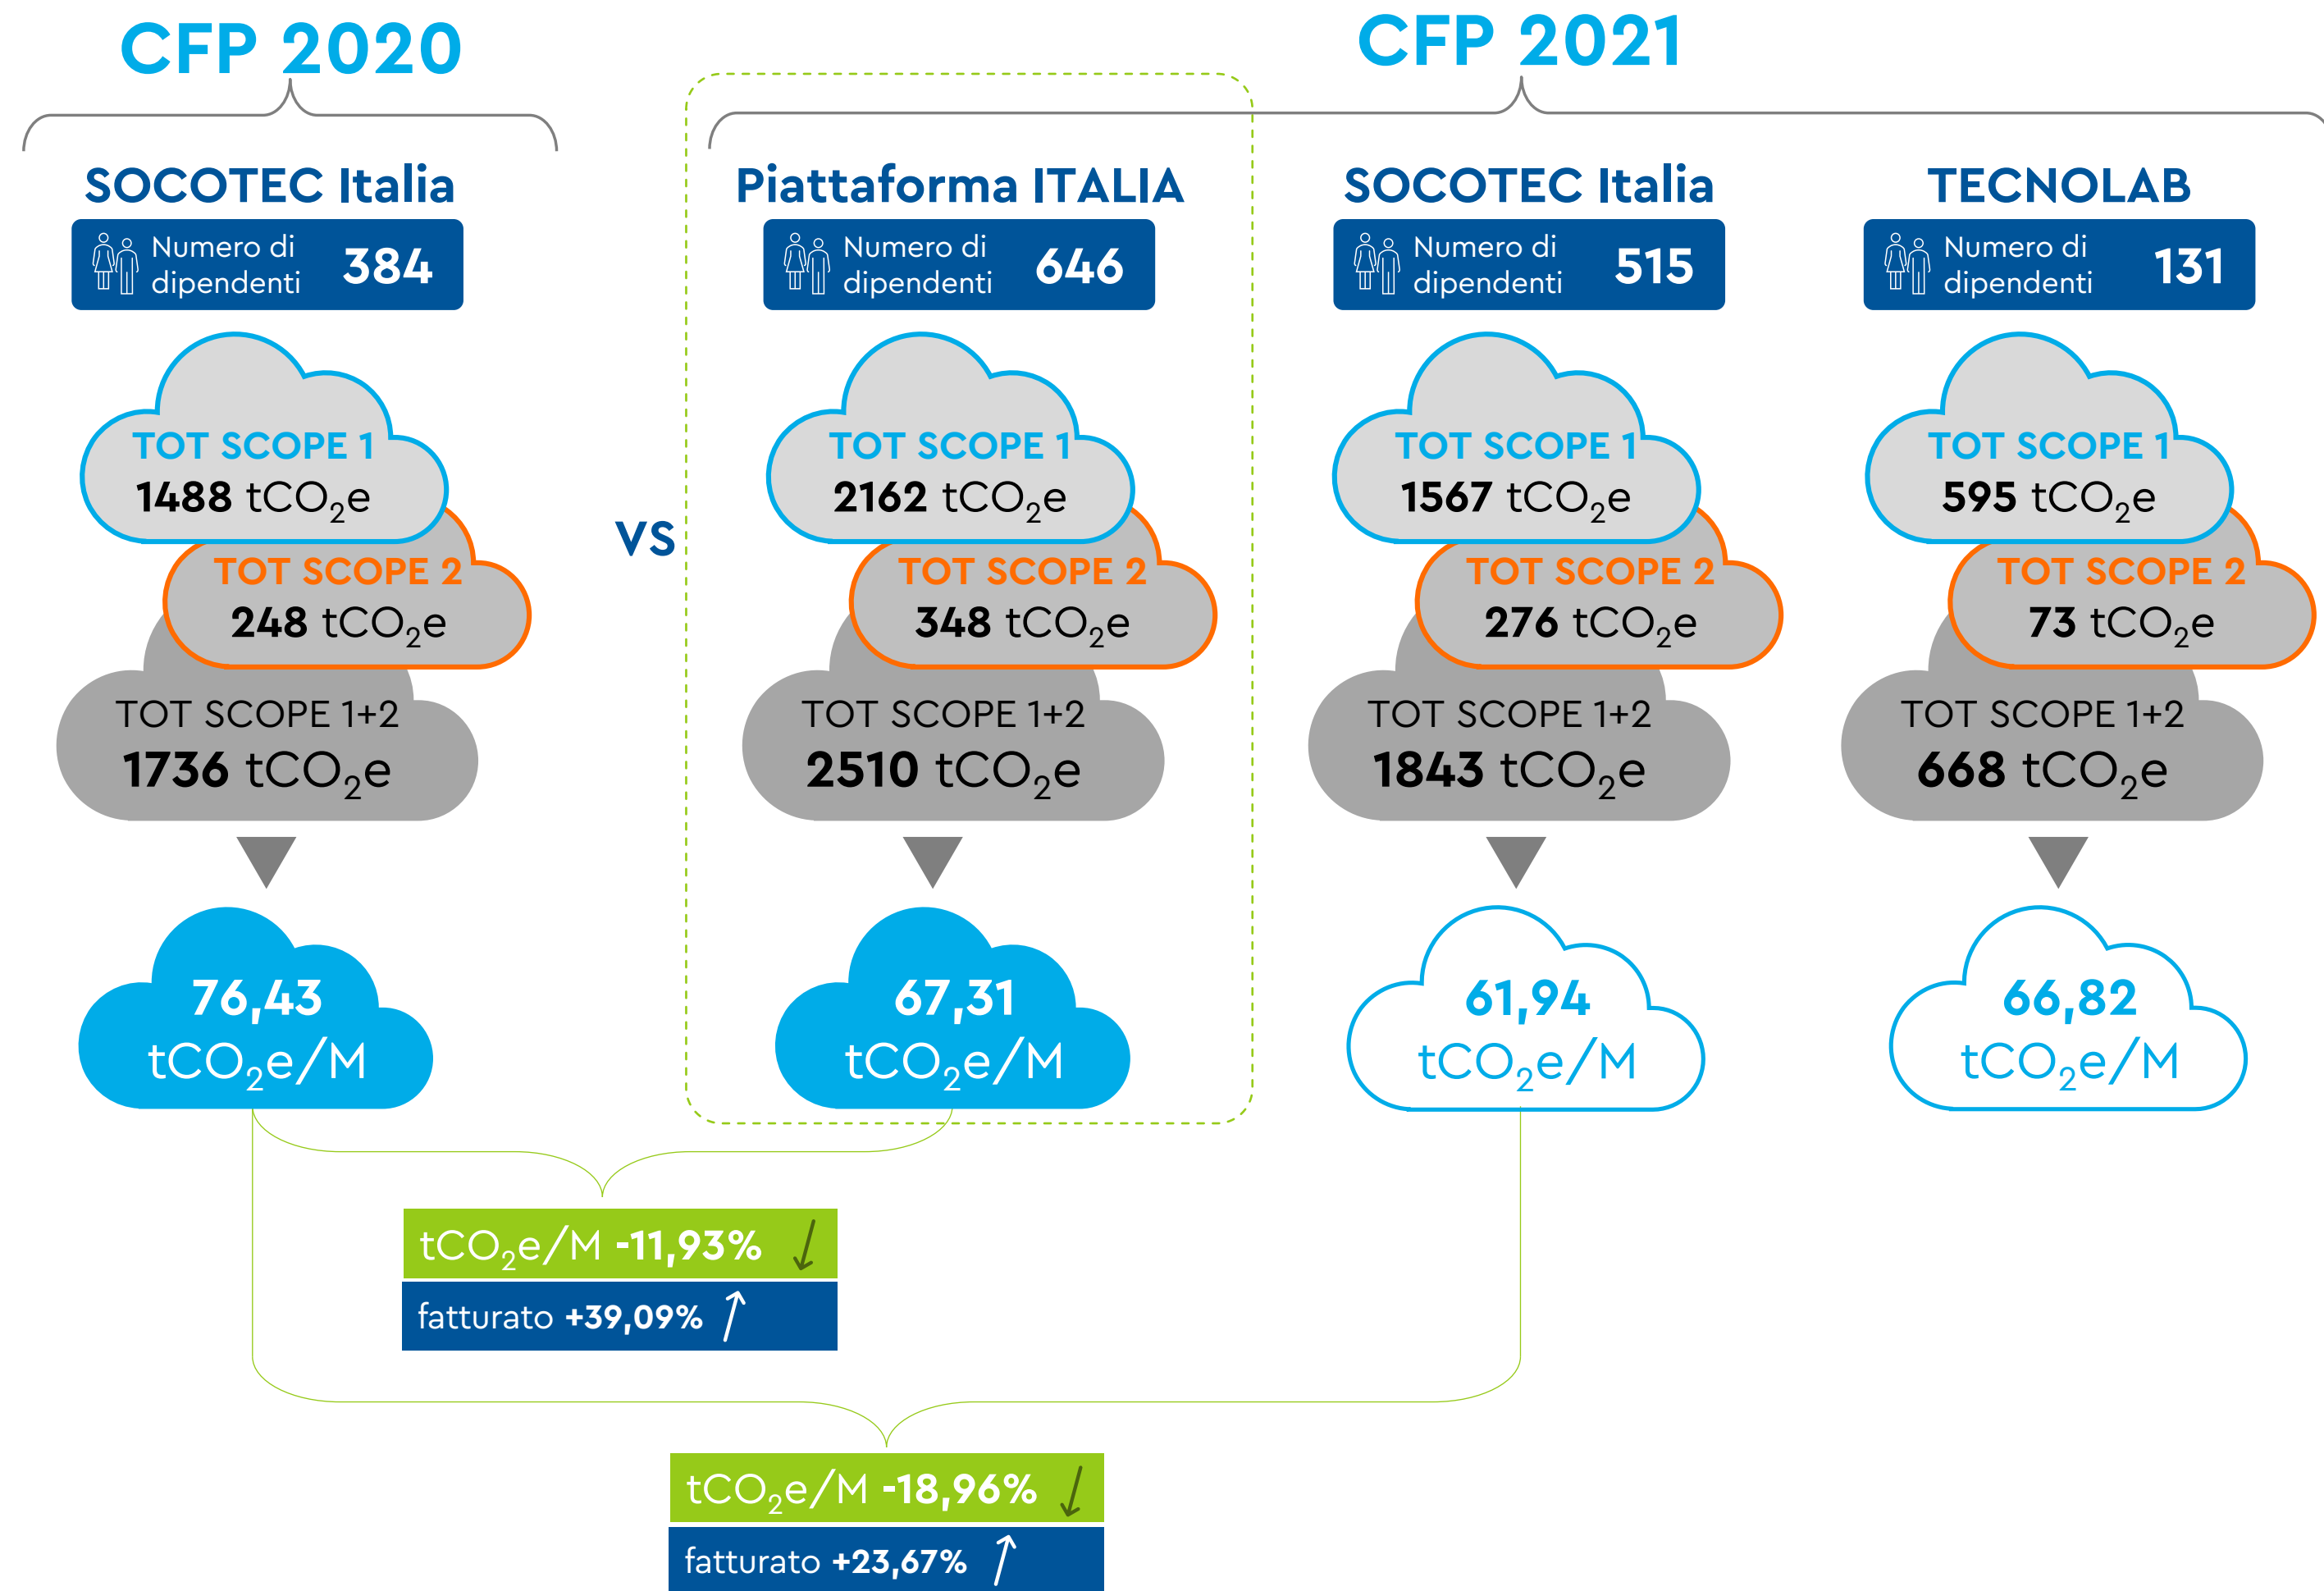 CFP 2020
SOCOTEC Italia
Numero di
dipendenti
384
TOT SCOPE 1
1488 tCO₂e
TOT SCOPE 2
248 tCO₂e
TOT SCOPE 1+2
1736 tCO₂e
76,43
tCO₂e/M
VS
CFP 2021
Piattaforma ITALIA
Numero di
dipendenti
646
TOT SCOPE 1
2162 tCO₂e
TOT SCOPE 2
348 tCO₂e
TOT SCOPE 1+2
2510 tCO₂e
67,31
tCO₂e/M
SOCOTEC Italia
Numero di
dipendenti
515
TOT SCOPE 1
1567 tCO₂e
TOT SCOPE 2
276 tCO₂e
TOT SCOPE 1+2
1843 tCO₂e
61,94
tCO₂e/M
TECNOLAB
Numero di
dipendenti
131
TOT SCOPE 1
595 tCO₂e
TOT SCOPE 2
73 tCO₂e
TOT SCOPE 1+2
668 tCO₂e
66,82
tCO₂e/M
tCO₂e/M -11,93%
fatturato +39,09%
tCO₂e/M -18,96%
fatturato +23,67%